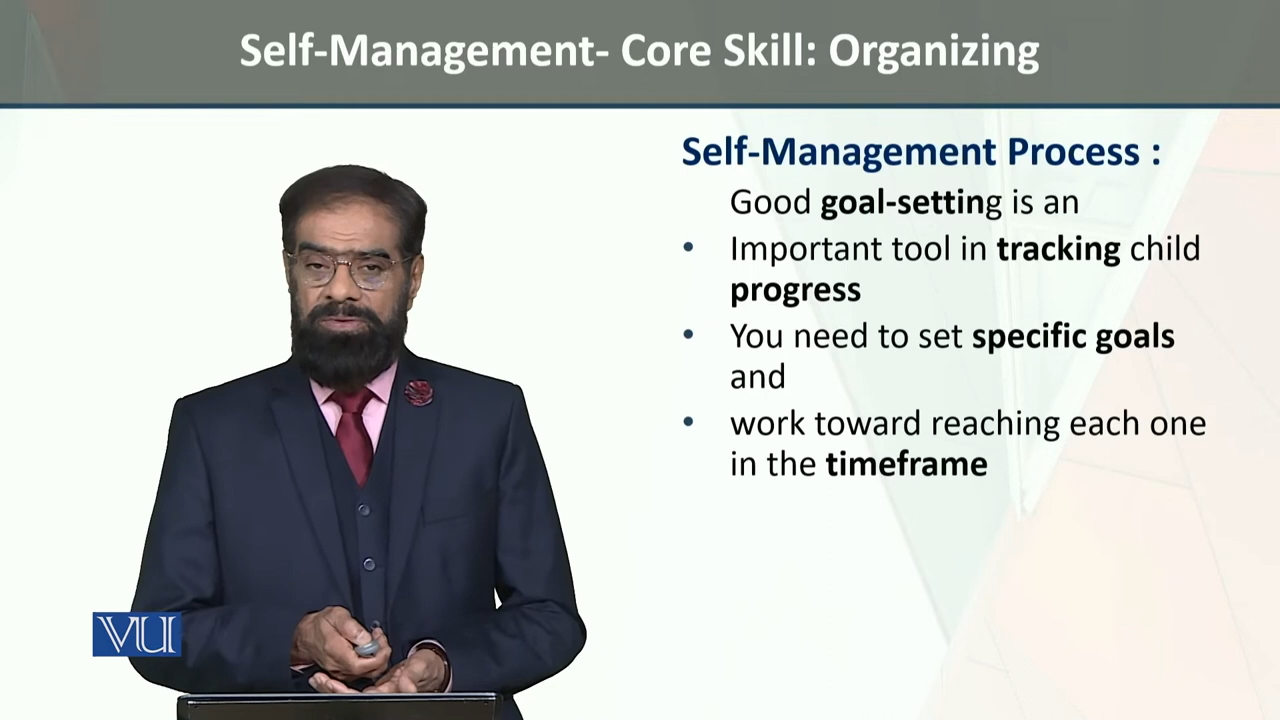 Self-Management- Core Skill: Organizing
Self-Management Process :
Good goal-setting is an
• Important tool in tracking child
progress
• You need to set specific goals
and
• work toward reaching each one
in the timeframe
VU